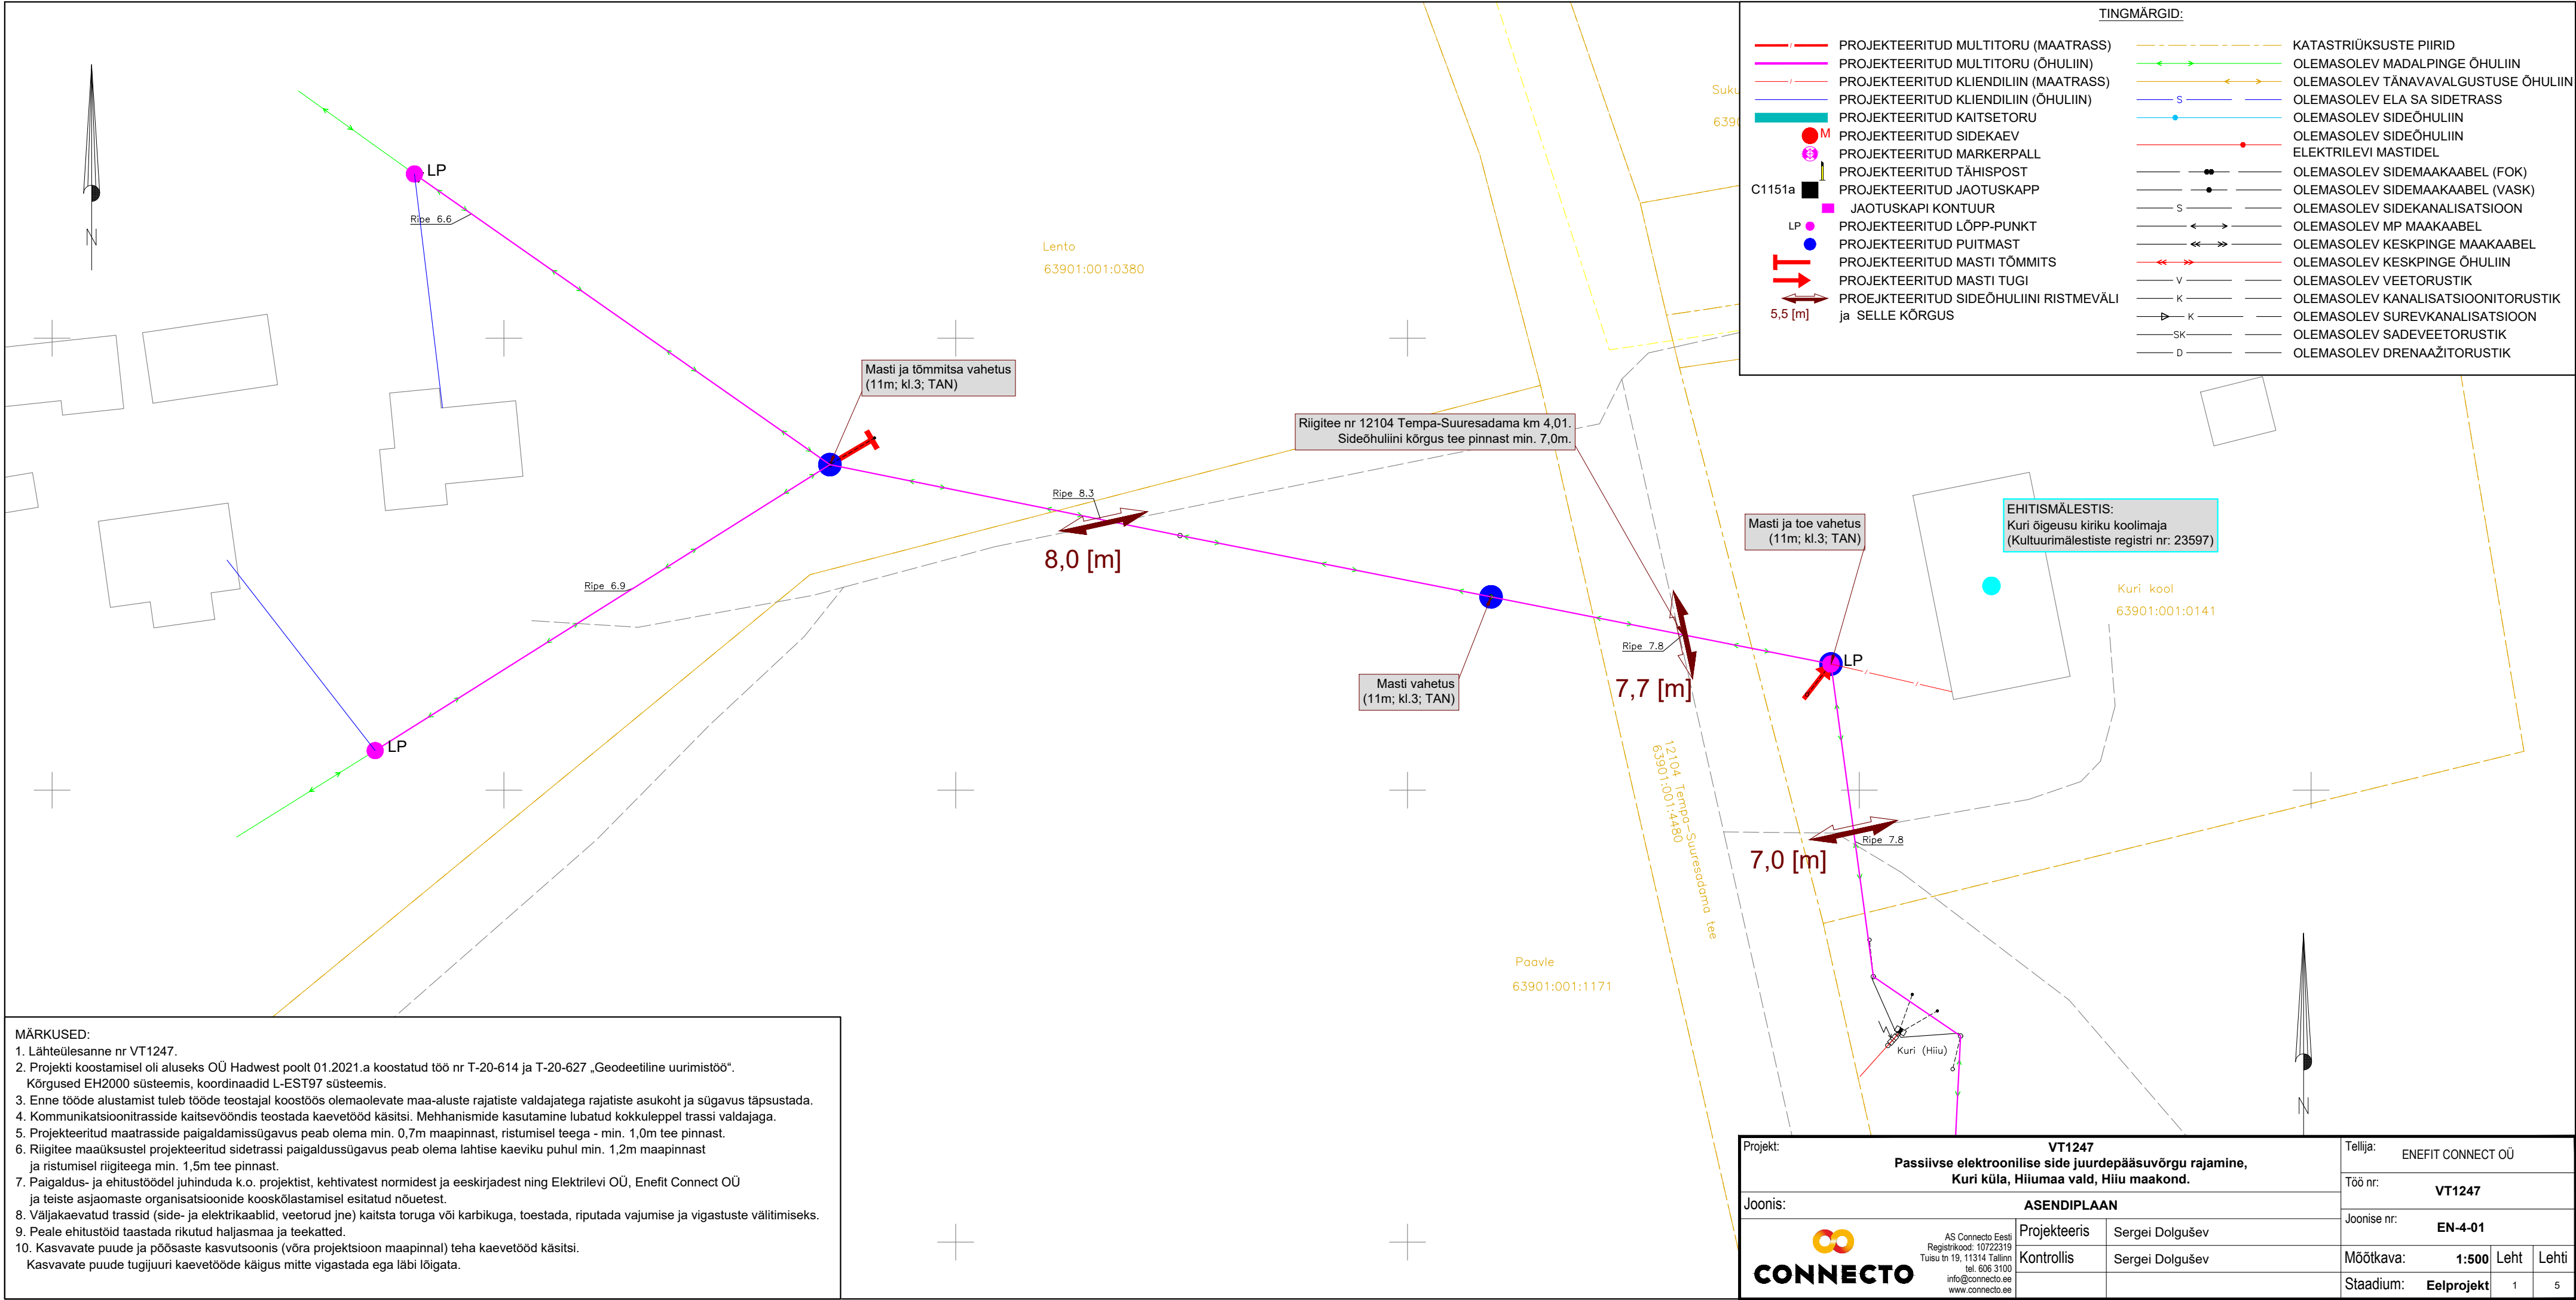 TINGMÄRGID:
PROJEKTEERITUD MULTITORU (MAATRASS)
PROJEKTEERITUD MULTITORU (ÕHULIIN)
PROJEKTEERITUD KLIENDILIIN (MAATRASS)
PROJEKTEERITUD KLIENDILIIN (ÕHULIIN)
PROJEKTEERITUD KAITSETORU
M PROJEKTEERITUD SIDEKAEV
PROJEKTEERITUD MARKERPALL
PROJEKTEERITUD TÄHISPOST
C1151a PROJEKTEERITUD JAOTUSKAPP
JAOTUSKAPI KONTUUR
LP PROJEKTEERITUD LÕPP-PUNKT
PROJEKTEERITUD PUITMAST
PROJEKTEERITUD MASTI TÕMMITS
PROJEKTEERITUD MASTI TUGI
PROEJKTEERITUD SIDEÕHULIINI RISTMEVÄLI
5,5 [m] ja SELLE KÕRGUS
KATASTRIÜKSUSTE PIIRID
OLEMASOLEV MADALPINGE ÕHULIIN
OLEMASOLEV TÄNAVAVALGUSTUSE ÕHULIIN
S OLEMASOLEV ELA SA SIDETRASS
OLEMASOLEV SIDEÕHULIIN
OLEMASOLEV SIDEÕHULIIN
ELEKTRILEVI MASTIDEL
OLEMASOLEV SIDEMAAKAABEL (FOK)
OLEMASOLEV SIDEMAAKAABEL (VASK)
S OLEMASOLEV SIDEKANALISATSIOON
OLEMASOLEV MP MAAKAABEL
OLEMASOLEV KESKPINGE MAAKAABEL
OLEMASOLEV KESKPINGE ÕHULIIN
V OLEMASOLEV VEETORUSTIK
K OLEMASOLEV KANALISATSIOONITORUSTIK
K OLEMASOLEV SUREVKANALISATSIOON
SK OLEMASOLEV SADEVEETORUSTIK
D OLEMASOLEV DRENAAŽITORUSTIK
Suku
6390
LP
N
Ripe 6.6
Lento
63901:001:0380
Masti ja tõmmitsa vahetus
(11m; kl.3; TAN)
Riigitee nr 12104 Tempa-Suuresadama km 4,01.
Sideõhuliini kõrgus tee pinnast min. 7,0m.
Ripe 8.3
8,0 [m]
Masti ja toe vahetus
(11m; kl.3; TAN)
EHITISMÄLESTIS:
Kuri õigeusu kiriku koolimaja
(Kultuurimälestiste registri nr: 23597)
Kuri kool
63901:001:0141
Ripe 6.9
Ripe 7.8
7,7 [m]
LP
Masti vahetus
(11m; kl.3; TAN)
LP
12104 Tempa-Suuresadama tee
63901:001:4480
Ripe 7.8
7,0 [m]
Paavle
63901:001:1171
Kuri (Hiiu)
N
MÄRKUSED:
1. Lähteülesanne nr VT1247.
2. Projekti koostamisel oli aluseks OÜ Hadwest poolt 01.2021.a koostatud töö nr T-20-614 ja T-20-627 „Geodeetiline uurimistöö“.
Kõrgused EH2000 süsteemis, koordinaadid L-EST97 süsteemis.
3. Enne tööde alustamist tuleb tööde teostajal koostöös olemaolevate maa-aluste rajatiste valdajatega rajatiste asukoht ja sügavus täpsustada.
4. Kommunikatsioonitrasside kaitsevööndis teostada kaevetööd käsitsi. Mehhanismide kasutamine lubatud kokkuleppel trassi valdajaga.
5. Projekteeritud maatrasside paigaldamissügavus peab olema min. 0,7m maapinnast, ristumisel teega - min. 1,0m tee pinnast.
6. Riigitee maaüksustel projekteeritud sidetrassi paigaldussügavus peab olema lahtise kaeviku puhul min. 1,2m maapinnast
ja ristumisel riigiteega min. 1,5m tee pinnast.
7. Paigaldus- ja ehitustöödel juhinduda k.o. projektist, kehtivatest normidest ja eeskirjadest ning Elektrilevi OÜ, Enefit Connect OÜ
ja teiste asjaomaste organisatsioonide kooskõlastamisel esitatud nõuetest.
8. Väljakaevatud trassid (side- ja elektrikaablid, veetorud jne) kaitsta toruga või karbikuga, toestada, riputada vajumise ja vigastuste välitimiseks.
9. Peale ehitustöid taastada rikutud haljasmaa ja teekatted.
10. Kasvavate puude ja põõsaste kasvutsoonis (võra projektsioon maapinnal) teha kaevetööd käsitsi.
Kasvavate puude tugijuuri kaevetööde käigus mitte vigastada ega läbi lõigata.
Projekt: VT1247
Passiivse elektroonilise side juurdepääsuvõrgu rajamine,
Kuri küla, Hiiumaa vald, Hiiu maakond.
Joonis: ASENDIPLAAN
CONNECTO
AS Connecto Eesti
Registrikood: 10722319
Tuisu tn 19, 11314 Tallinn
tel. 606 3100
info@connecto.ee
www.connecto.ee
Projekteeris Sergei Dolgušev
Kontrollis Sergei Dolgušev
Tellija: ENEFIT CONNECT OÜ
Töö nr: VT1247
Joonise nr: EN-4-01
Mõõtkava: 1:500 Leht Lehti
Staadium: Eelprojekt 1 5